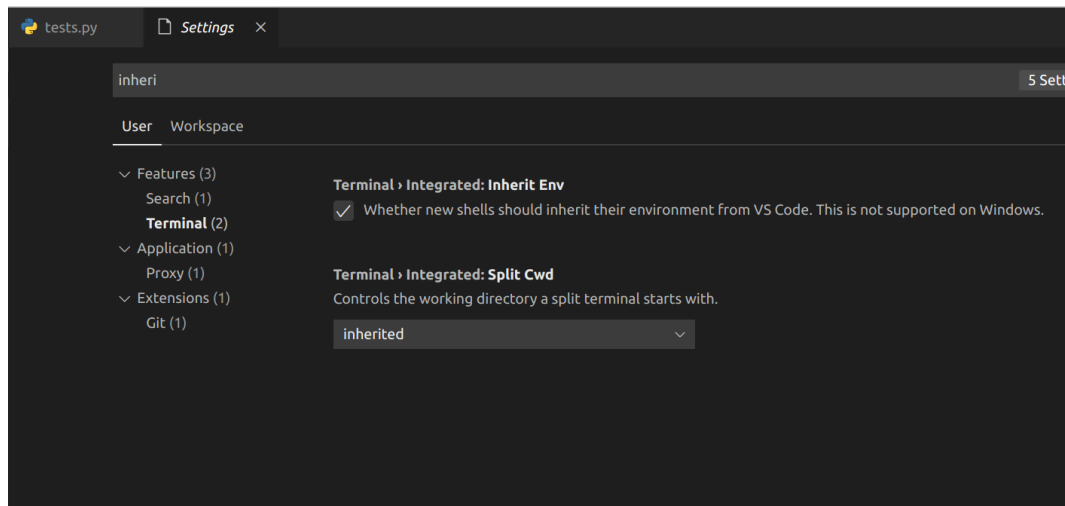 tests.py
Settings
inheri
5 Sett
User Workspace
Features (3)
Search (1)
Terminal (2)
Application (1)
Proxy (1)
Extensions (1)
Git (1)
Terminal › Integrated: Inherit Env
Whether new shells should inherit their environment from VS Code. This is not supported on Windows.
Terminal › Integrated: Split Cwd
Controls the working directory a split terminal starts with.
inherited